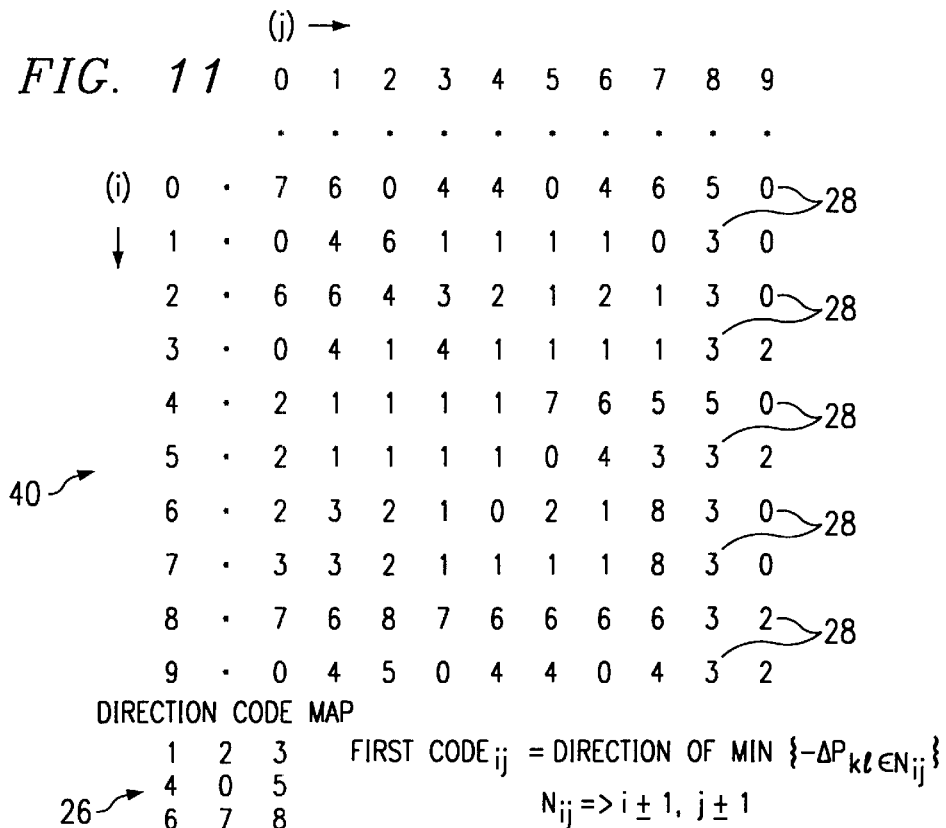 (j) →
FIG. 11 0 1 2 3 4 5 6 7 8 9
. . . . . . . . . .
(i) 0 · 7 6 0 4 4 0 4 6 5 0 28
↓ 1 · 0 4 6 1 1 1 1 0 3 0
2 · 6 6 4 3 2 1 2 1 3 0 28
3 · 0 4 1 4 1 1 1 1 3 2
4 · 2 1 1 1 1 7 6 5 5 0 28
5 · 2 1 1 1 1 0 4 3 3 2
40
6 · 2 3 2 1 0 2 1 8 3 0 28
7 · 3 3 2 1 1 1 1 8 3 0
8 · 7 6 8 7 6 6 6 6 3 2 28
9 · 0 4 5 0 4 4 0 4 3 2
DIRECTION CODE MAP
1 2 3 FIRST CODE ij = DIRECTION OF MIN {-ΔP kℓ ∈N ij}
4 0 5
26 6 7 8 N ij => i ± 1, j ± 1